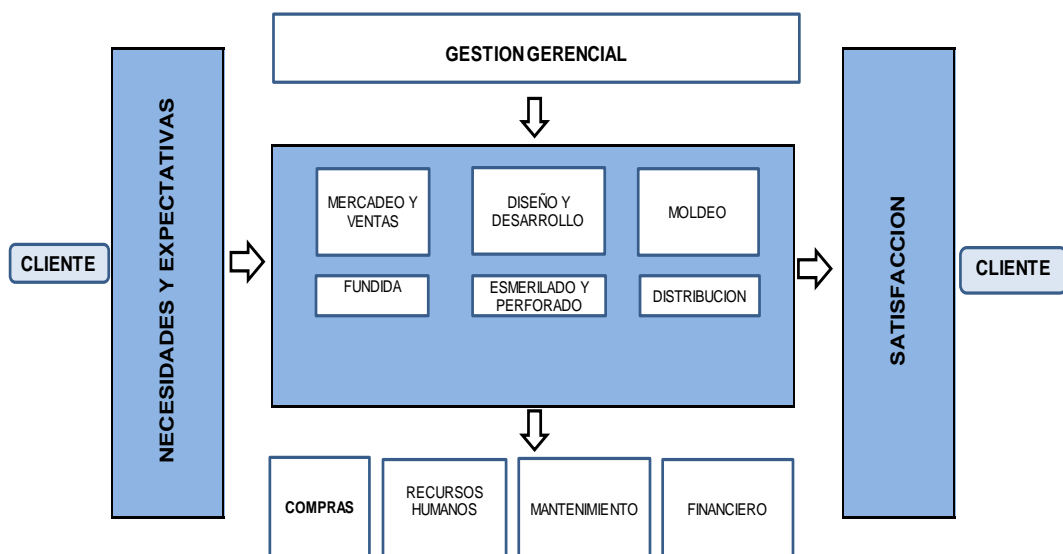 GESTION GERENCIAL
CLIENTE
NECESIDADES Y EXPECTATIVAS
MERCADEO Y
VENTAS
DISEÑO Y
DESARROLLO
MOLDEO
FUNDIDA
ESMERILADO Y
PERFORADO
DISTRIBUCION
SATISFACCION
CLIENTE
COMPRAS
RECURSOS
HUMANOS
MANTENIMIENTO
FINANCIERO